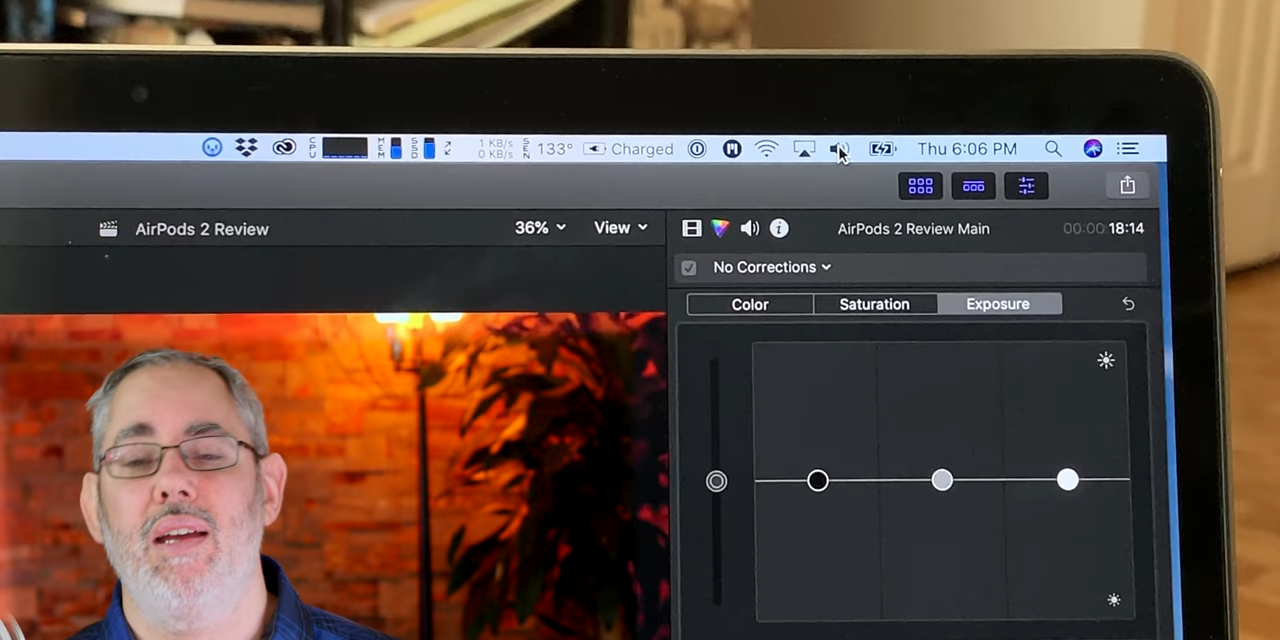 CPU MEM SSD 1 KB/s 0 KB/s SEN 133° Charged Thu 6:06 PM
AirPods 2 Review 36% View AirPods 2 Review Main 00:00 18:14
No Corrections
Color Saturation Exposure